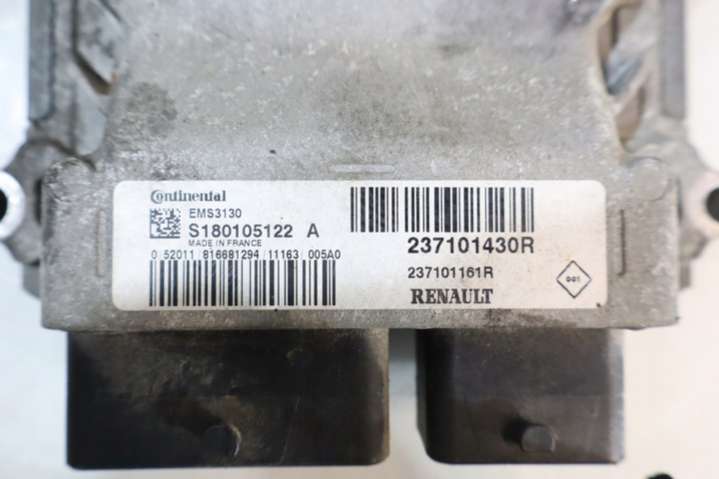 Continental
EMS3130
S180105122 A
MADE IN FRANCE
0 52011 816681294 11163 005A0
237101430R
237101161R
RENAULT